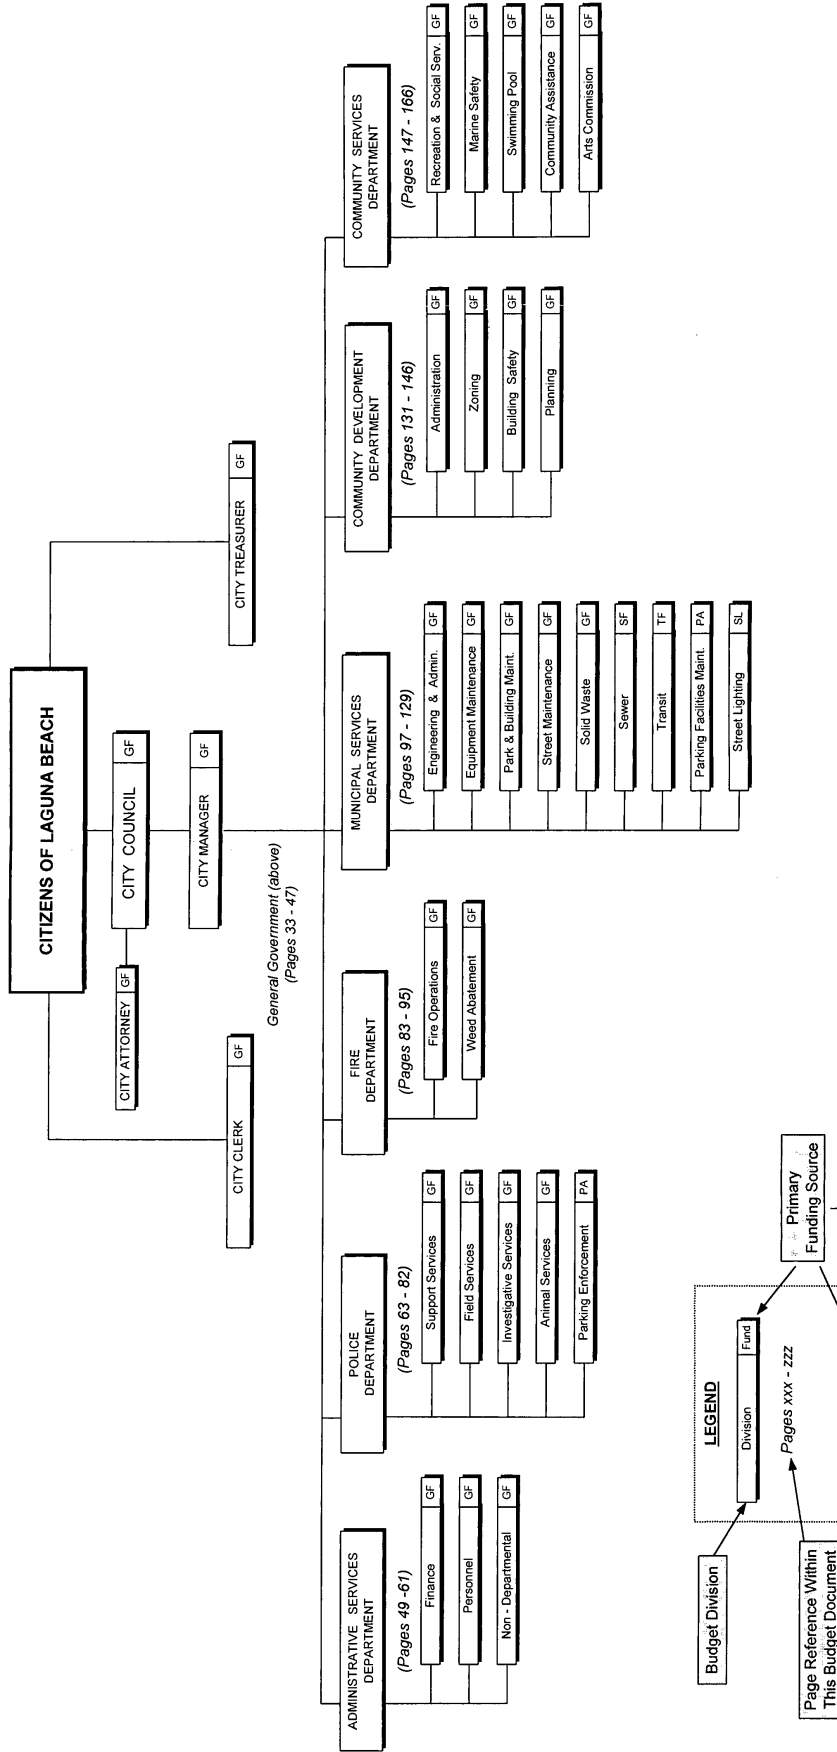 CITIZENS OF LAGUNA BEACH
CITY CLERK GF
CITY ATTORNEY GF
CITY COUNCIL GF
CITY MANAGER GF
CITY TREASURER GF
General Government (above)
(Pages 33 - 47)
ADMINISTRATIVE SERVICES
DEPARTMENT
(Pages 49 -61)
Finance GF
Personnel GF
Non - Departmental GF
POLICE
DEPARTMENT
(Pages 63 - 82)
Support Services GF
Field Services GF
Investigative Services GF
Animal Services GF
Parking Enforcement PA
FIRE
DEPARTMENT
(Pages 83 - 95)
Fire Operations GF
Weed Abatement GF
MUNICIPAL SERVICES
DEPARTMENT
(Pages 97 - 129)
Engineering & Admin. GF
Equipment Maintenance GF
Park & Building Maint. GF
Street Maintenance GF
Solid Waste GF
Sewer SF
Transit TF
Parking Facilities Maint. PA
Street Lighting SL
COMMUNITY DEVELOPMENT
DEPARTMENT
(Pages 131 - 146)
Administration GF
Zoning GF
Building Safety GF
Planning GF
COMMUNITY SERVICES
DEPARTMENT
(Pages 147 - 166)
Recreation & Social Serv. GF
Marine Safety GF
Swimming Pool GF
Community Assistance GF
Arts Commission GF
LEGEND
Budget Division
Division Fund
Primary
Funding Source
Pages xxx - zzz
Page Reference Within
This Budget Document